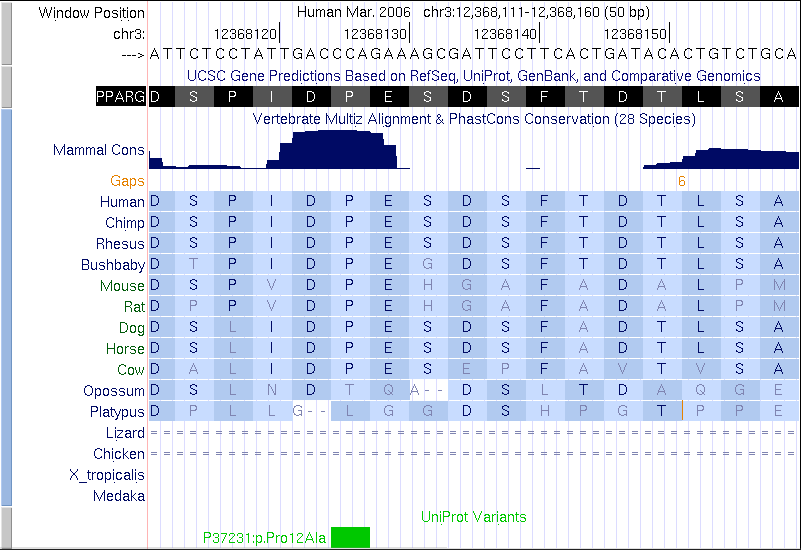 Window Position Human Mar. 2006 chr3:12,368,111-12,368,160 (50 bp)
chr3: 12368120 12368130 12368140 12368150
---> ATTCTCCTATTGACCCAGAAAGCGATTCCTTCACTGATACACTGTCTGCA
UCSC Gene Predictions Based on RefSeq, UniProt, GenBank, and Comparative Genomics
PPARG D S P I D P E S D S F T D T L S A
Vertebrate Multiz Alignment & PhastCons Conservation (28 Species)
Mammal Cons
Gaps 6
Human D S P I D P E S D S F T D T L S A
Chimp D S P I D P E S D S F T D T L S A
Rhesus D S P I D P E S D S F T D T L S A
Bushbaby D T P I D P E G D S F T D T L S A
Mouse D S P V D P E H G A F A D A L P M
Rat D P P V D P E H G A F A D A L P M
Dog D S L I D P E S D S F A D T L S A
Horse D S L I D P E S D S F A D T L S A
Cow D A L I D P E S E P F A V T V S A
Opossum D S L N D T Q A-- D S L T D A Q G E
Platypus D P L L G-- L G G D S H P G T P P E
Lizard = = = = = = = = = = = = = = = = = = = = = = = = = = = = = = = = = = = = = = = = = = = = = = = = = =
Chicken = = = = = = = = = = = = = = = = = = = = = = = = = = = = = = = = = = = = = = = = = = = = = = = = = =
X_tropicalis
Medaka
UniProt Variants
P37231:p.Pro12Ala